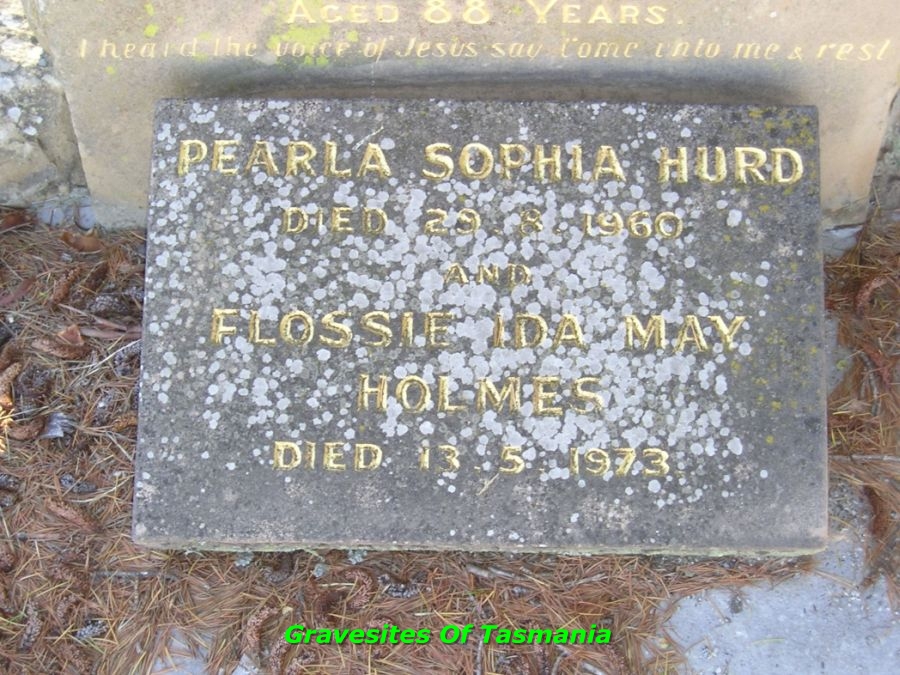 AGED 88 YEARS.
I heard the voice of Jesus say Come unto me & rest
PEARLA SOPHIA HURD
DIED 29.8.1960
AND
FLOSSIE IDA MAY
HOLMES
DIED 13.5.1973.
Gravesites Of Tasmania